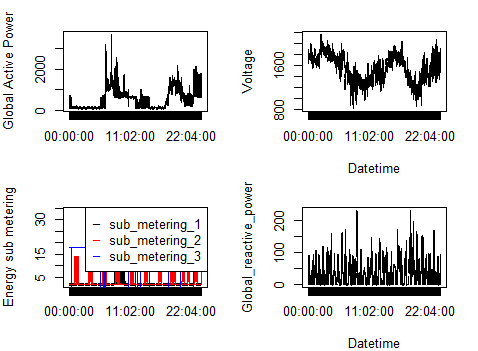 Global Active Power
0 2000
00:00:00 11:02:00 22:04:00
Voltage
800 1200 1600
00:00:00 11:02:00 22:04:00
Datetime
Energy sub metering
5 15 35
sub_metering_1
sub_metering_2
sub_metering_3
00:00:00 11:02:00 22:04:00
Global_reactive_power
0 100 200
00:00:00 11:02:00 22:04:00
Datetime